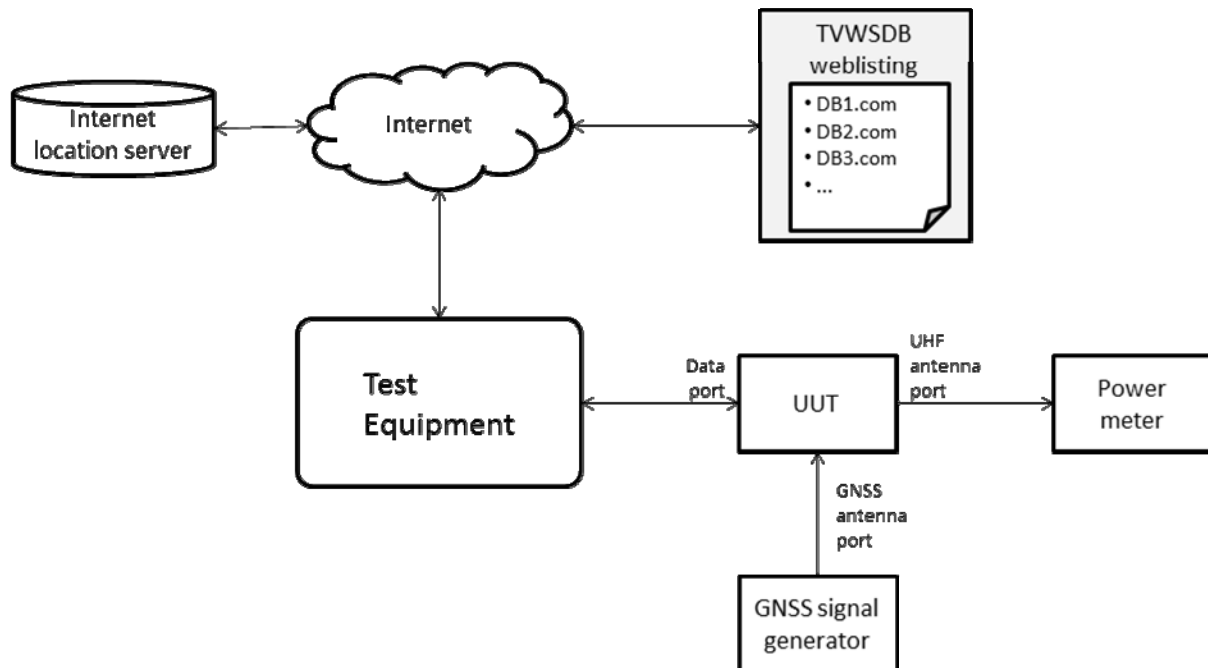 TVWSDB
weblisting
• DB1.com
• DB2.com
• DB3.com
• ...
Internet
location server
Internet
Test
Equipment
Data
port
UUT
UHF
antenna
port
Power
meter
GNSS
antenna
port
GNSS signal
generator